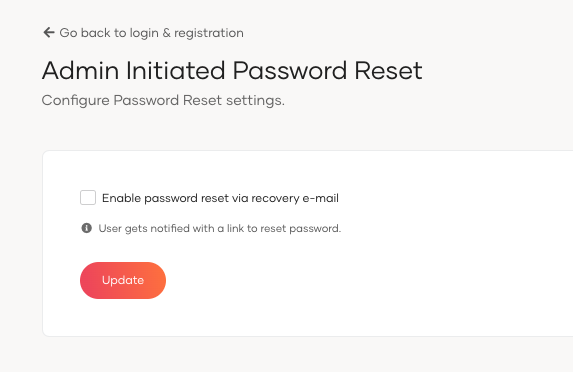 Go back to login & registration
Admin Initiated Password Reset
Configure Password Reset settings.
Enable password reset via recovery e-mail
User gets notified with a link to reset password.
Update